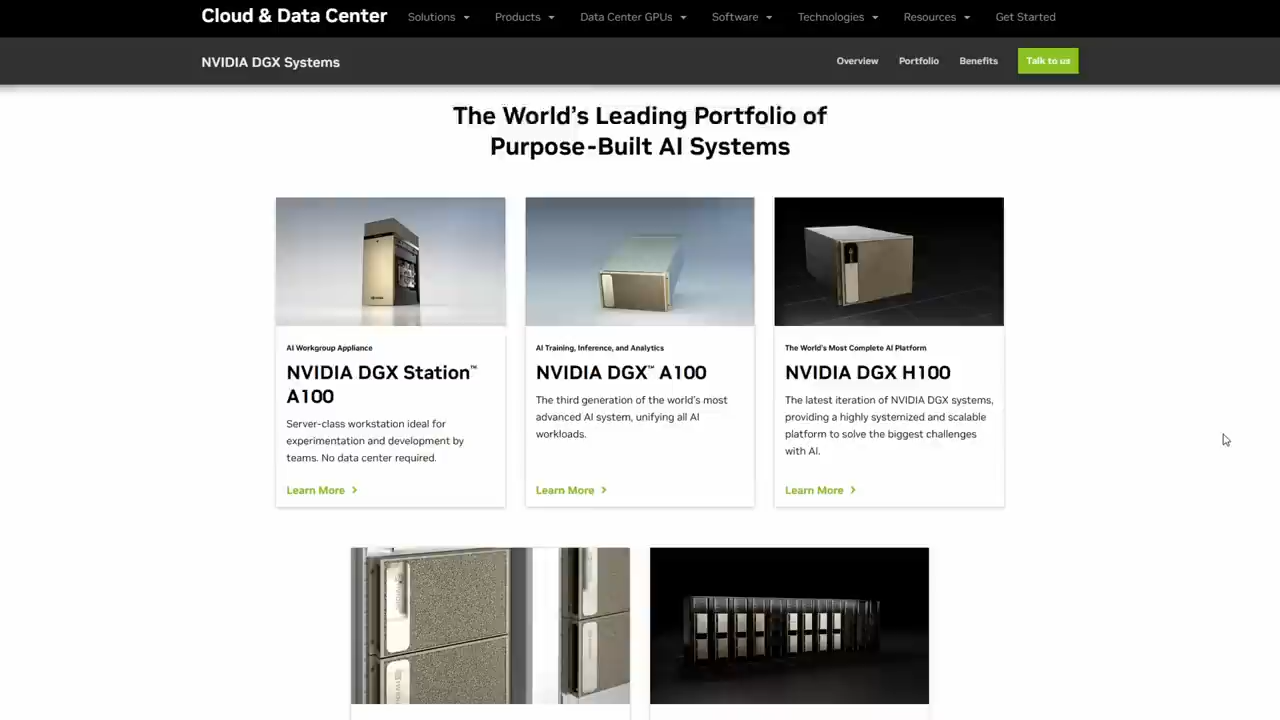 Cloud & Data Center
Solutions
Products
Data Center GPUs
Software
Technologies
Resources
Get Started
NVIDIA DGX Systems
Overview
Portfolio
Benefits
Talk to us
The World's Leading Portfolio of
Purpose-Built AI Systems
AI Workgroup Appliance
NVIDIA DGX Station™
A100
Server-class workstation ideal for
experimentation and development by
teams. No data center required.
Learn More
AI Training, Inference, and Analytics
NVIDIA DGX™ A100
The third generation of the world's most
advanced AI system, unifying all AI
workloads.
Learn More
The World's Most Complete AI Platform
NVIDIA DGX H100
The latest iteration of NVIDIA DGX systems,
providing a highly systemized and scalable
platform to solve the biggest challenges
with AI.
Learn More